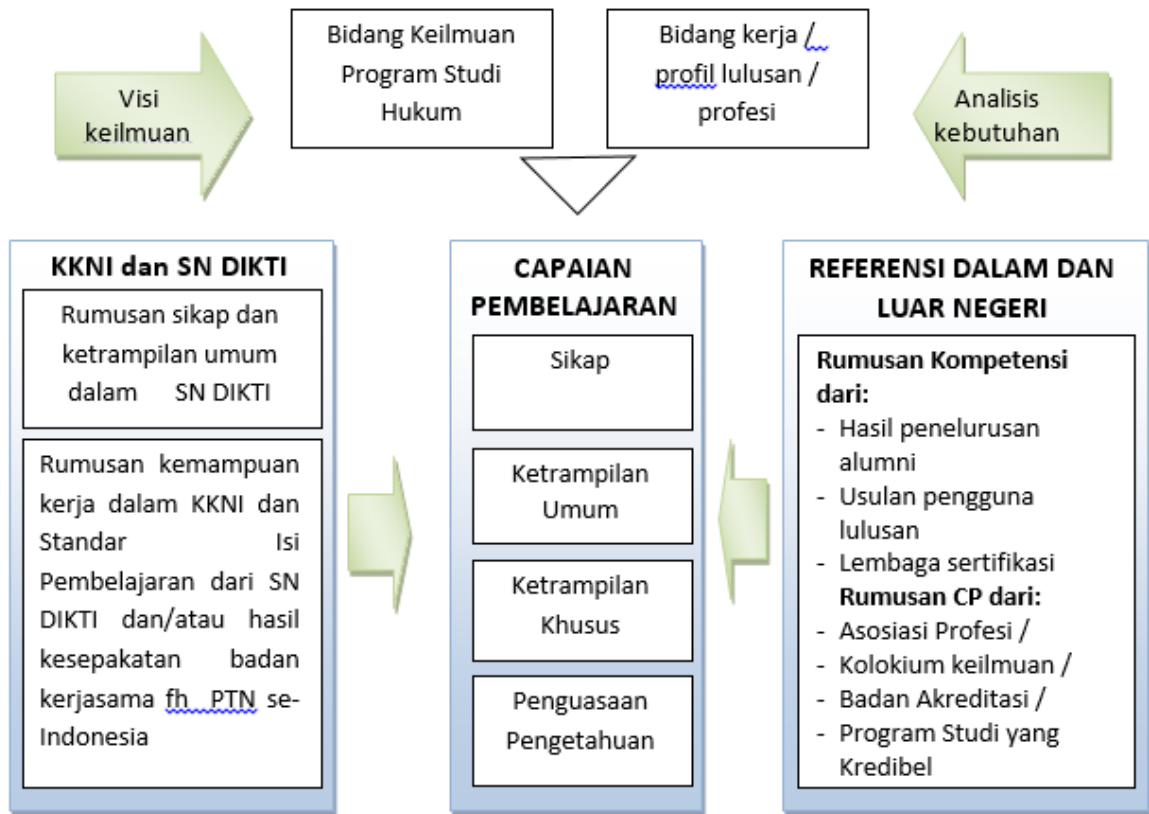 Visi
keilmuan
Bidang Keilmuan
Program Studi
Hukum
Bidang kerja /
profil lulusan /
profesi
Analisis
kebutuhan
KKNI dan SN DIKTI
Rumusan sikap dan
ketrampilan umum
dalam SN DIKTI
Rumusan kemampuan
kerja dalam KKNI dan
Standar Isi
Pembelajaran dari SN
DIKTI dan/atau hasil
kesepakatan badan
kerjasama fh PTN se-
Indonesia
CAPAIAN
PEMBELAJARAN
Sikap
Ketrampilan
Umum
Ketrampilan
Khusus
Penguasaan
Pengetahuan
REFERENSI DALAM DAN
LUAR NEGERI
Rumusan Kompetensi
dari:
- Hasil penelurusan
alumni
- Usulan pengguna
lulusan
- Lembaga sertifikasi
Rumusan CP dari:
- Asosiasi Profesi /
- Kolokium keilmuan /
- Badan Akreditasi /
- Program Studi yang
Kredibel